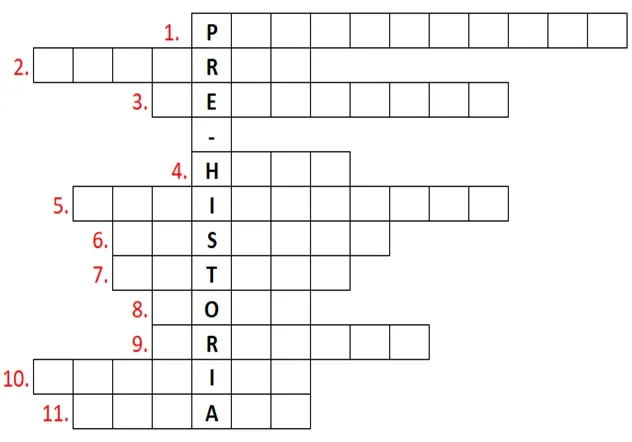 1. P
2. R
3. E
-
4. H
5. I
6. S
7. T
8. O
9. R
10. I
11. A